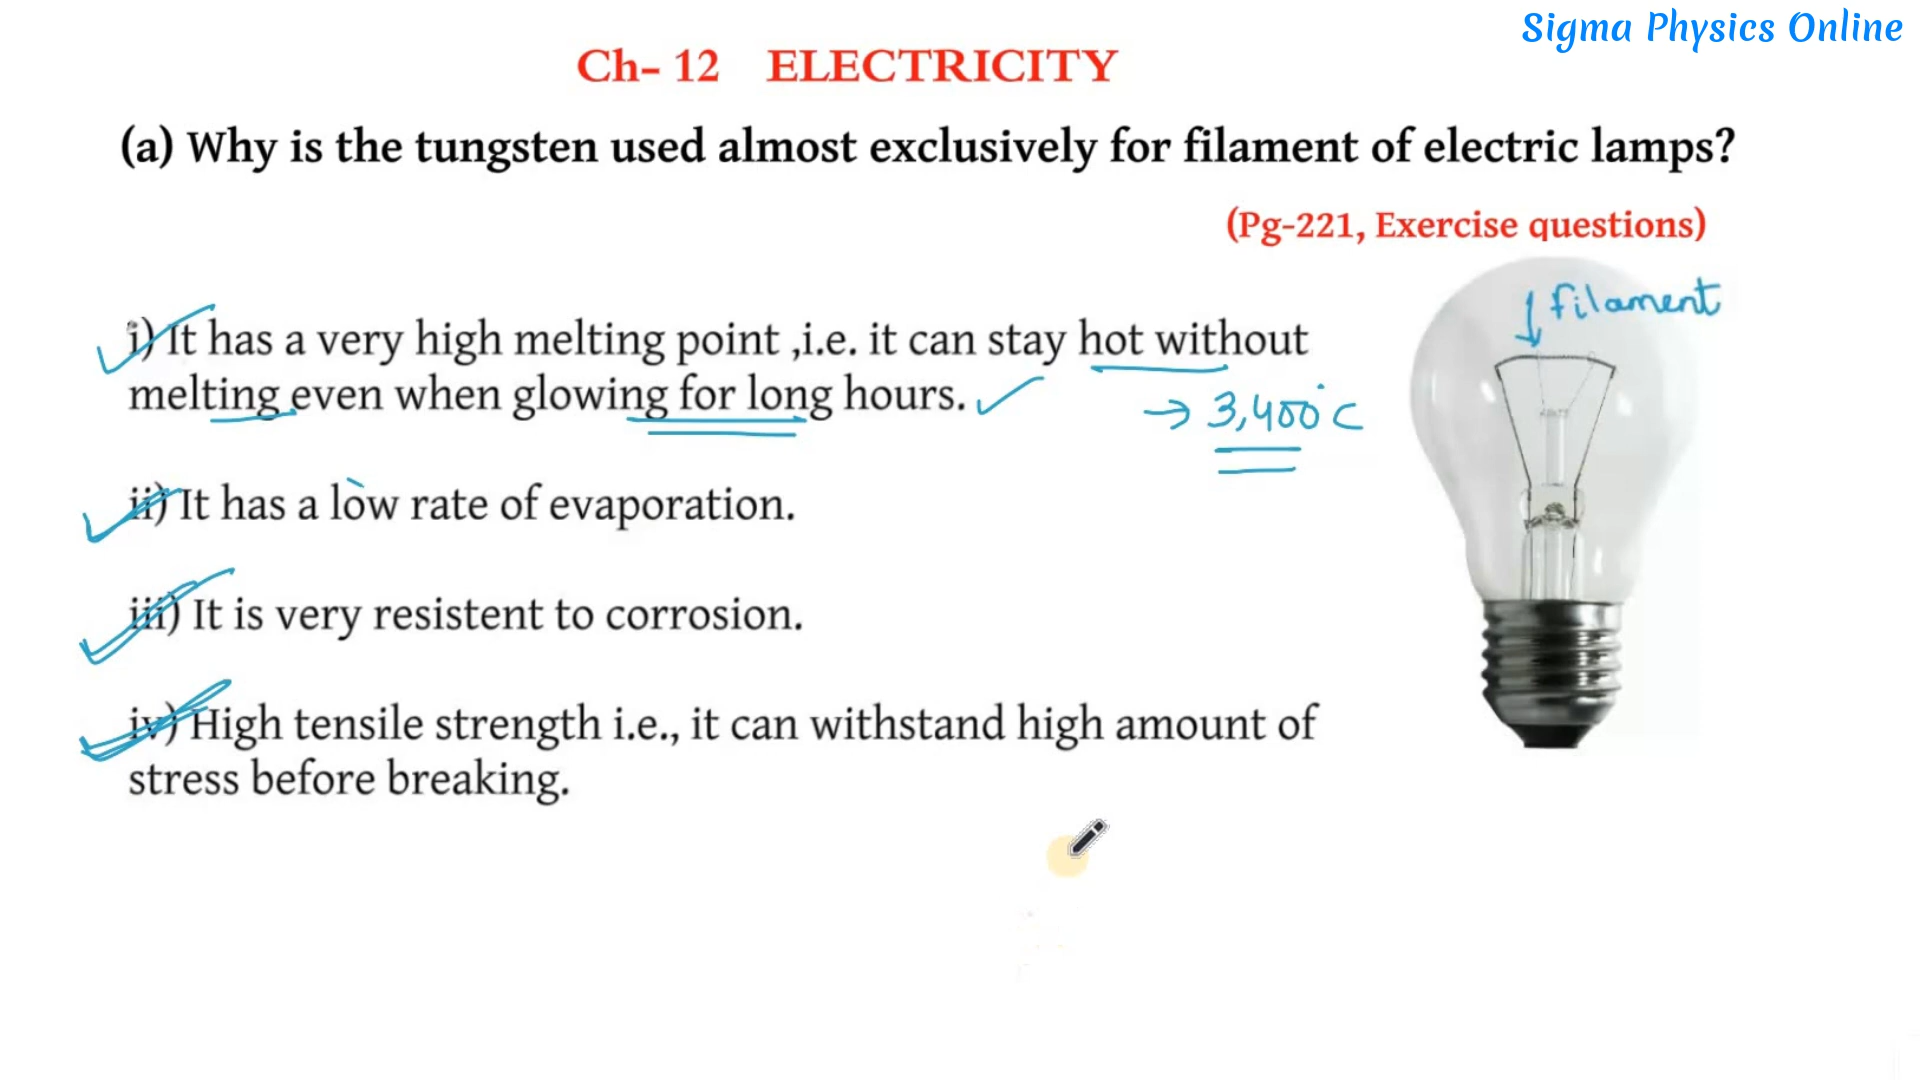 Sigma Physics Online
Ch- 12 ELECTRICITY
(a) Why is the tungsten used almost exclusively for filament of electric lamps?
(Pg-221, Exercise questions)
filament
i) It has a very high melting point ,i.e. it can stay hot without
melting even when glowing for long hours.
→ 3,400°C
ii) It has a low rate of evaporation.
iii) It is very resistent to corrosion.
iv) High tensile strength i.e., it can withstand high amount of
stress before breaking.